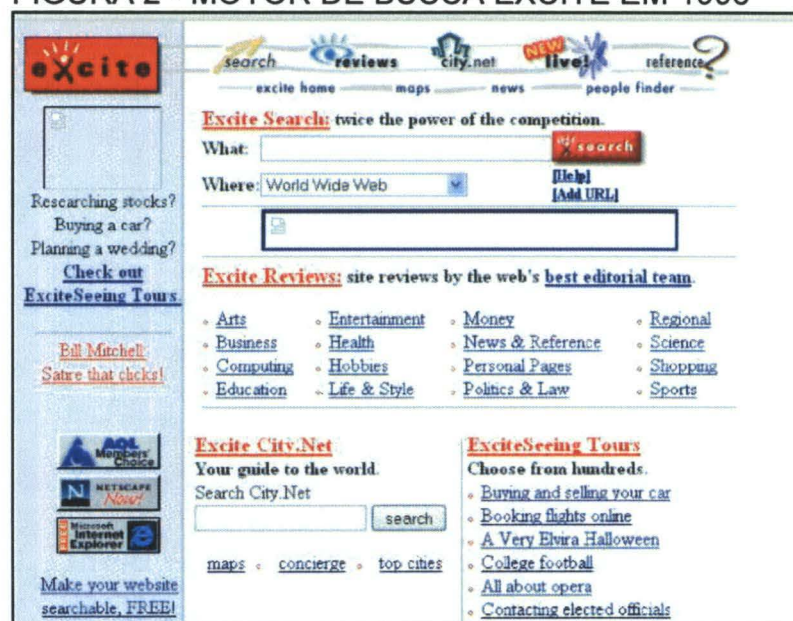 FIGURA 2 - MOTOR DE BUSCA EXCITE EM
excite
search reviews city.net NEW live! reference?
excite home maps news people finder
Excite Search: twice the power of the competition.
What: search
Where: World Wide Web
[Help]
[Add URL]
Researching stocks?
Buying a car?
Planning a wedding?
Check out
ExciteSeeing Tours.
Bill Mitchell:
Satire that clicks!
AOL Members' Choice
N NETSCAPE Now!
FREE Microsoft Internet Explorer
Make your website
searchable, FREE!
Excite Reviews: site reviews by the web's best editorial team.
Arts Entertainment Money Regional
Business Health News & Reference Science
Computing Hobbies Personal Pages Shopping
Education Life & Style Politics & Law Sports
Excite City.Net
Your guide to the world.
Search City.Net
search
maps concierge top cities
ExciteSeeing Tours
Choose from hundreds.
Buying and selling your car
Booking flights online
A Very Elvira Halloween
College football
All about opera
Contacting elected officials